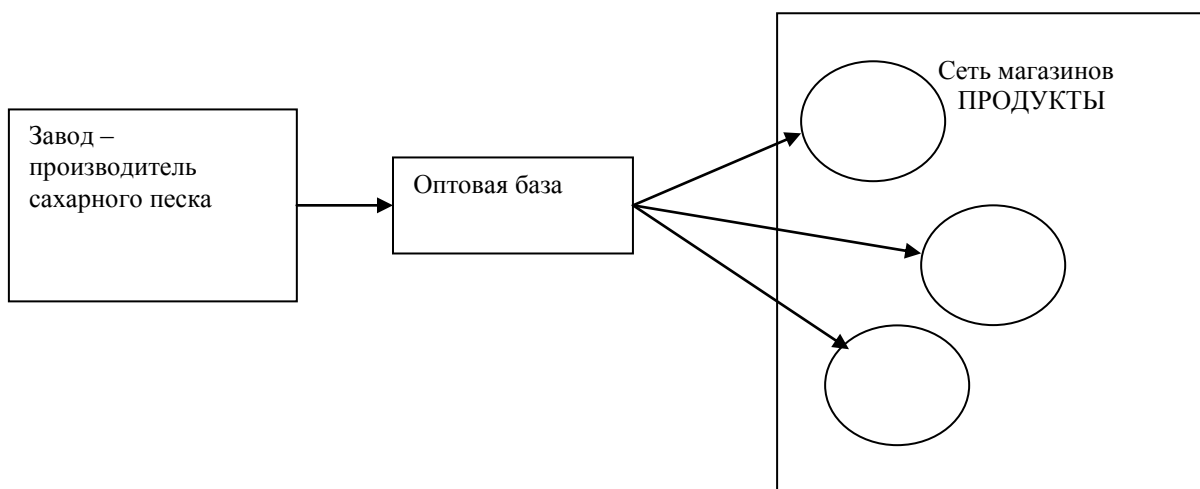 Завод –
производитель
сахарного песка
Оптовая база
Сеть магазинов
ПРОДУКТЫ